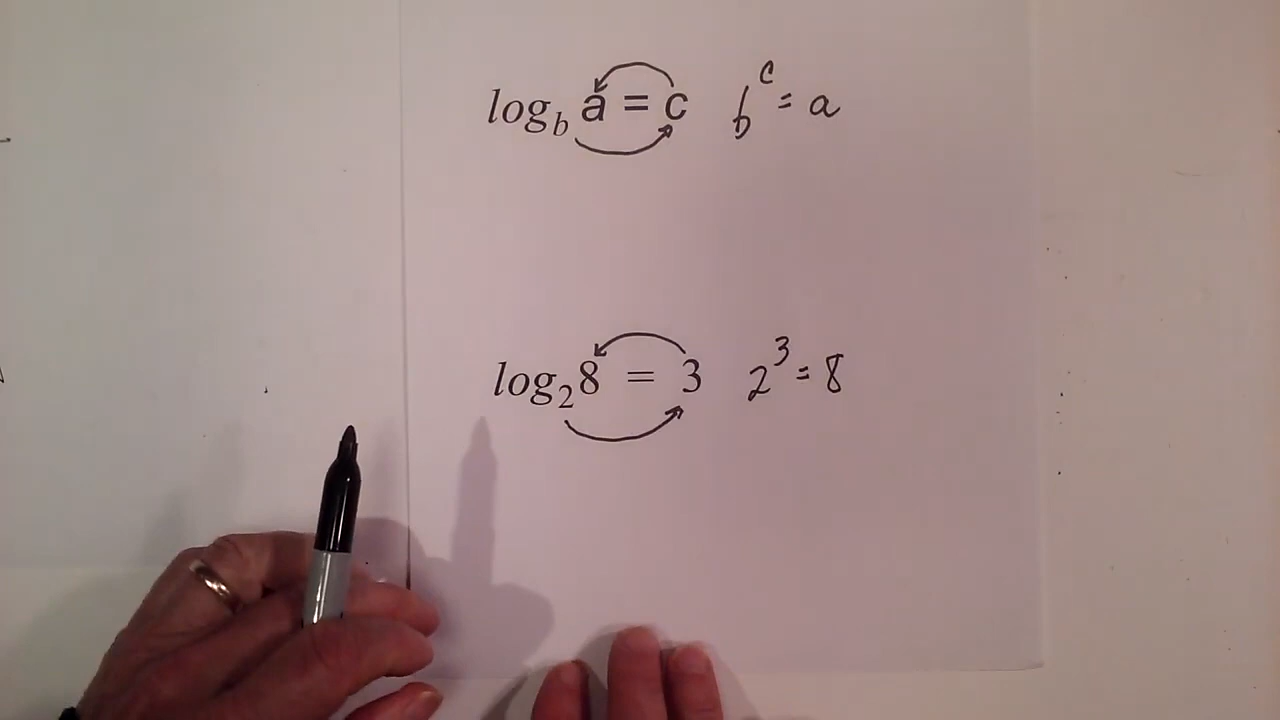 log_b a = c b^c = a
log_2 8 = 3 2^3 = 8